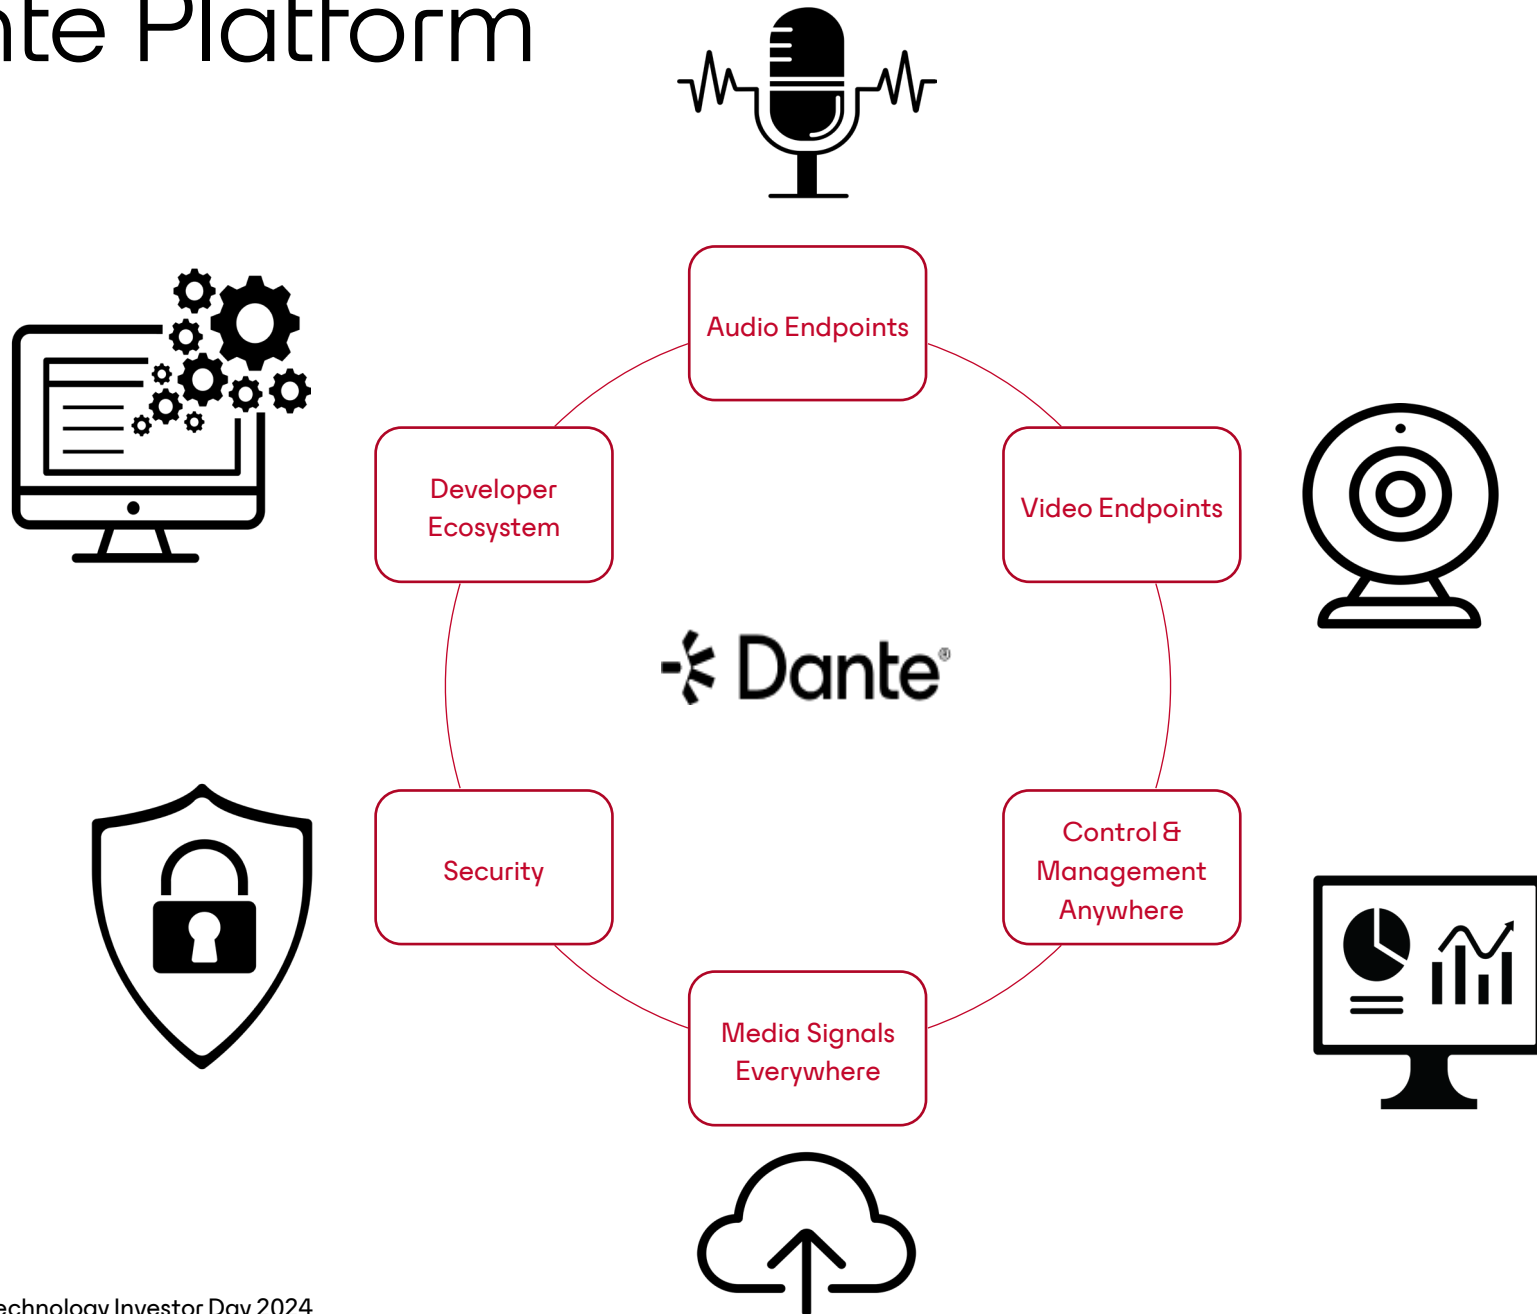 nte Platform
Audio Endpoints
Developer
Ecosystem
Video Endpoints
Dante®
Security
Control &
Management
Anywhere
Media Signals
Everywhere
echnology Investor Day 2024